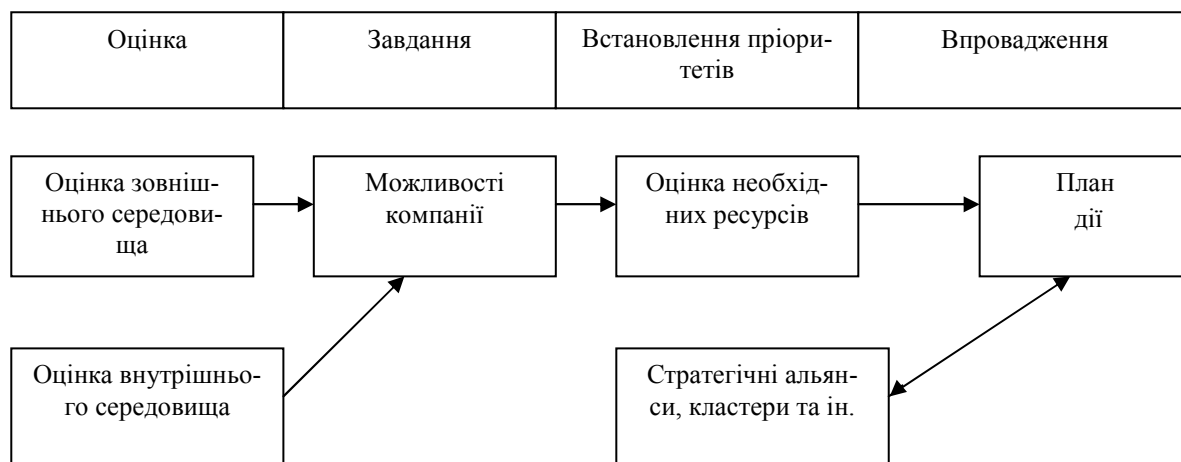 Оцінка
Завдання
Встановлення пріори-
тетів
Впровадження
Оцінка зовніш-
нього середови-
ща
Можливості
компанії
Оцінка необхід-
них ресурсів
План
дії
Оцінка внутрішньо-
го середовища
Стратегічні альян-
си, кластери та ін.